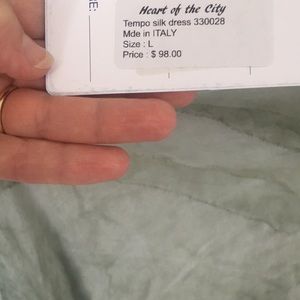 Heart of the City
Tempo silk dress 330028
Mde in ITALY
Size : L
Price : $ 98.00